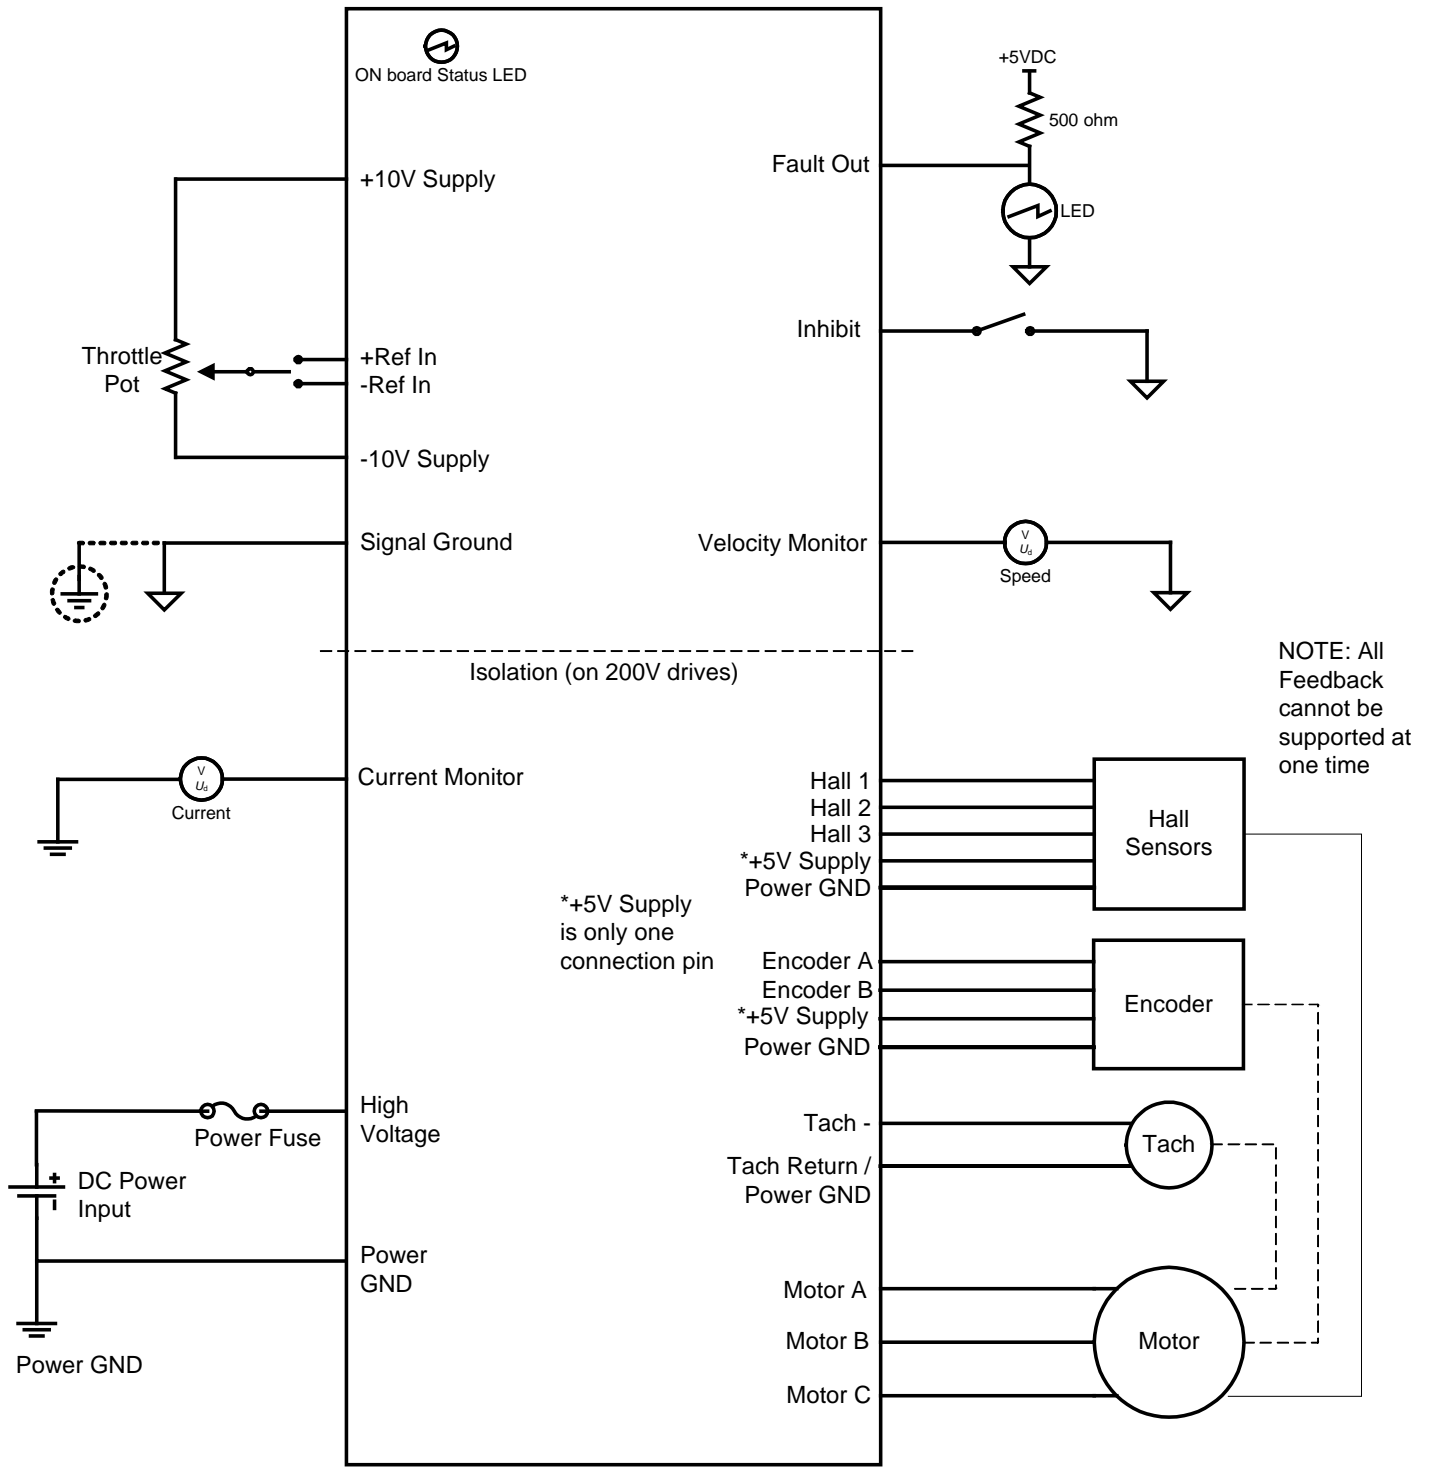 ON board Status LED
+5VDC
500 ohm
Fault Out
LED
+10V Supply
Inhibit
Throttle
Pot
+Ref In
-Ref In
-10V Supply
Signal Ground
Velocity Monitor
V
Ud
Speed
Isolation (on 200V drives)
NOTE: All
Feedback
cannot be
supported at
one time
V
Ud
Current
Current Monitor
Hall 1
Hall 2
Hall 3
*+5V Supply
Power GND
Hall
Sensors
*+5V Supply
is only one
connection pin
Encoder A
Encoder B
*+5V Supply
Power GND
Encoder
High
Voltage
Power Fuse
DC Power
Input
Tach -
Tach Return /
Power GND
Tach
Power
GND
Power GND
Motor A
Motor B
Motor C
Motor